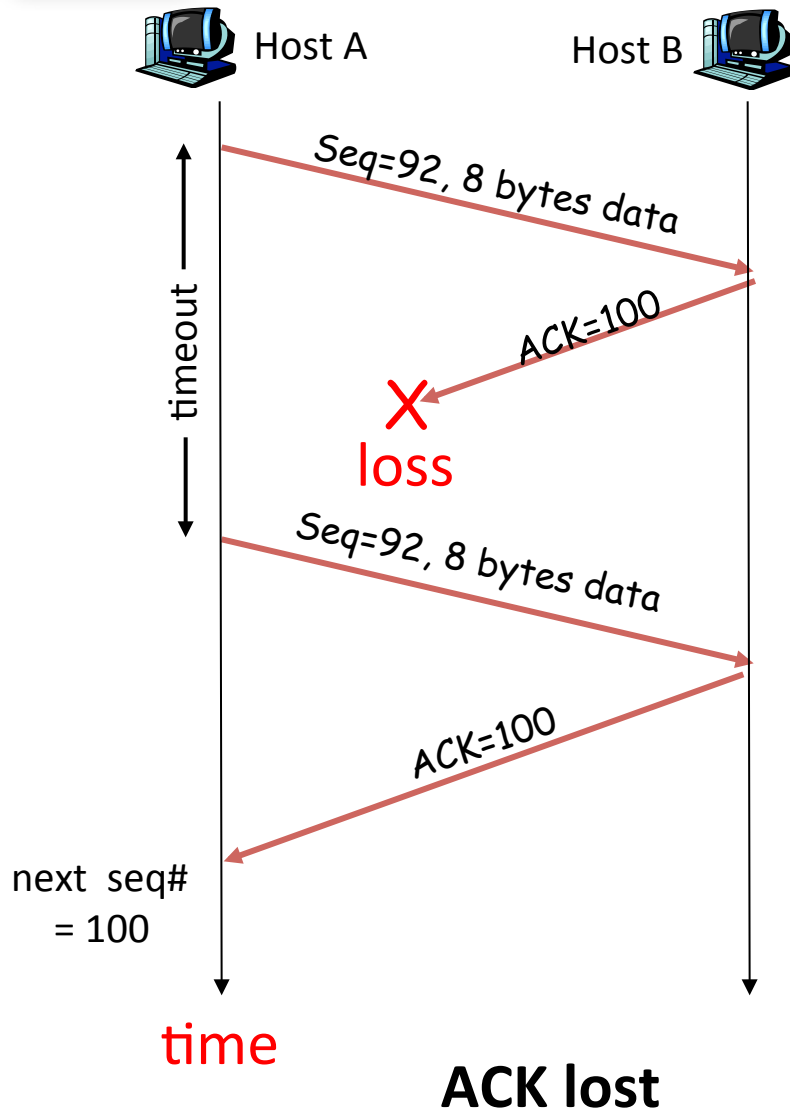 Host A
Host B
Seq=92, 8 bytes data
timeout
ACK=100
X
loss
Seq=92, 8 bytes data
ACK=100
next seq#
= 100
time
ACK lost